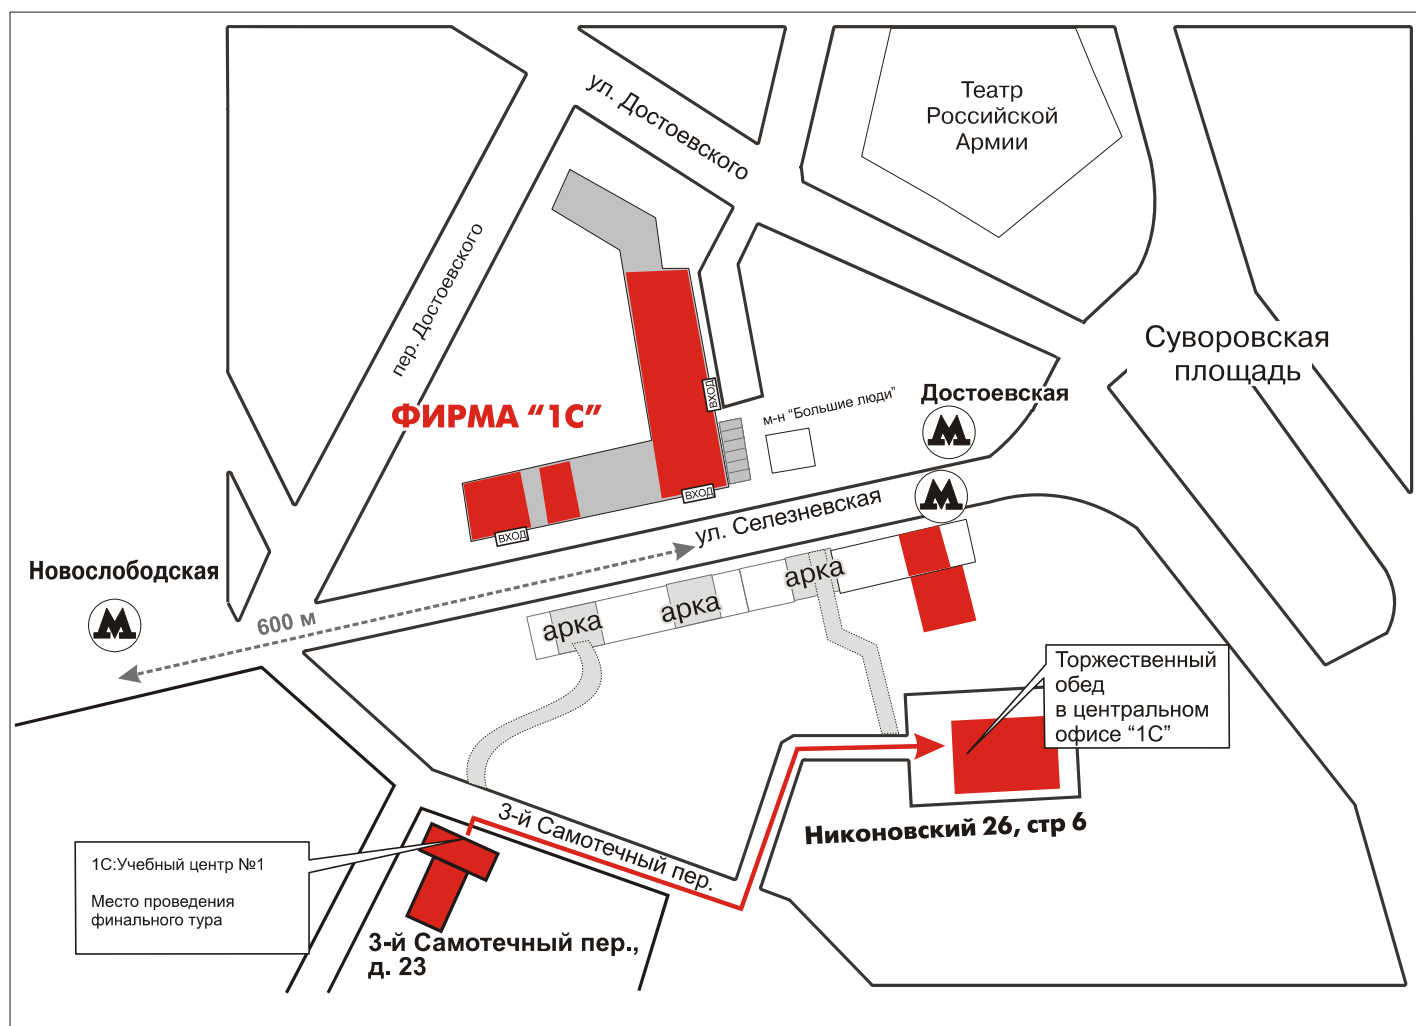 ул. Достоевского
Театр
Российской
Армии
пер. Достоевского
Суворовская
площадь
ФИРМА “1С”
ВХОД
м-н “Большие люди”
Достоевская
ВХОД
ВХОД
ул. Селезневская
Новослободская
600 м
арка
арка
арка
Торжественный
обед
в центральном
офисе “1С”
3-й Самотечный пер.
Никоновский 26, стр 6
1С:Учебный центр №1
Место проведения
финального тура
3-й Самотечный пер.,
д. 23